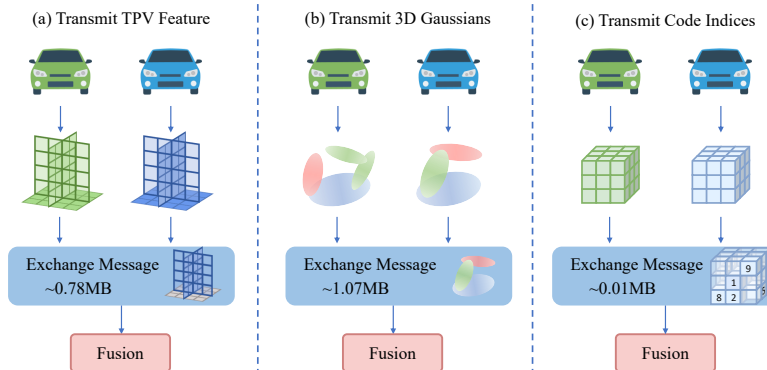 (a) Transmit TPV Feature
Exchange Message
~0.78MB
Fusion
(b) Transmit 3D Gaussians
Exchange Message
~1.07MB
Fusion
(c) Transmit Code Indices
Exchange Message
~0.01MB
9
1
8 2
Fusion